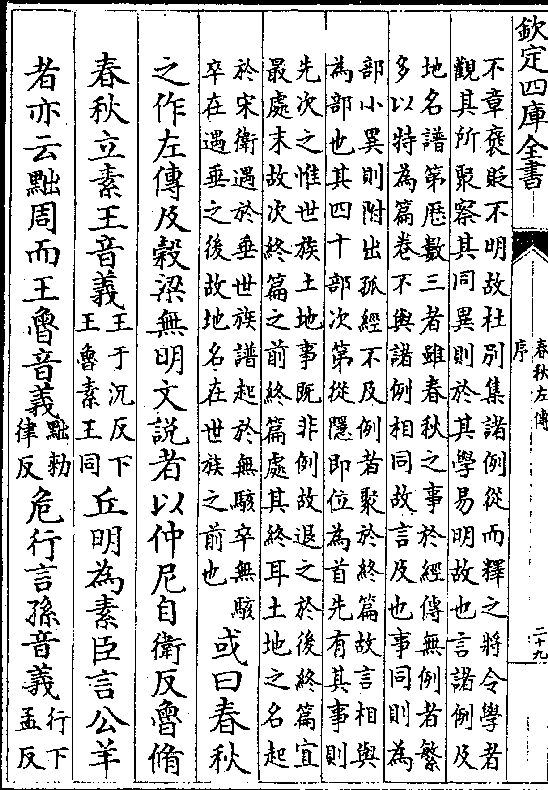 欽定四庫全書
春秋左傳
序
二十九
不章褒貶不明故杜別集諸例從而釋之將令學者
觀其所聚察其同異則於其學易明故也言諸例及
地名譜第歷數三者雖春秋之事於經傳無例者繁
多以特為篇卷不與諸例相同故言及也事同則為
部小異則附出孤經不及例者聚於終篇故言相與
為部也其四十部次第從隱即位為首先有其事則
先次之惟世族土地事既非例故退之於後終篇宜
最處末故次終篇之前終篇處其終耳土地之名起
於宋衛遇於垂世族譜起於無駭卒無駭
卒在遇垂之後故地名在世族之前也
或曰春秋
之作左傳及穀梁無明文說者以仲尼自衛反魯脩
春秋立素王音義
王于沉反下
王魯素王同
丘明為素臣言公羊
者亦云黜周而王魯音義
黜勅
律反
危行言孫音義
行下
孟反